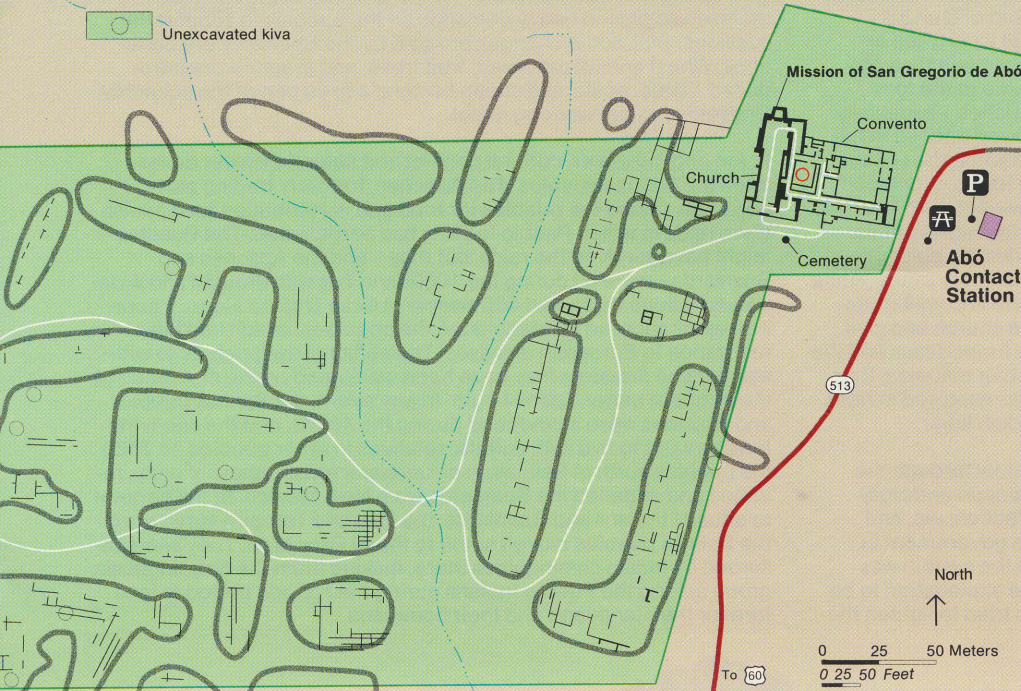 Unexcavated kiva
Mission of San Gregorio de Abó
Convento
Church
Cemetery
P
Abó
Contact
Station
513
North
0 25 50 Meters
0 25 50 Feet
To 60